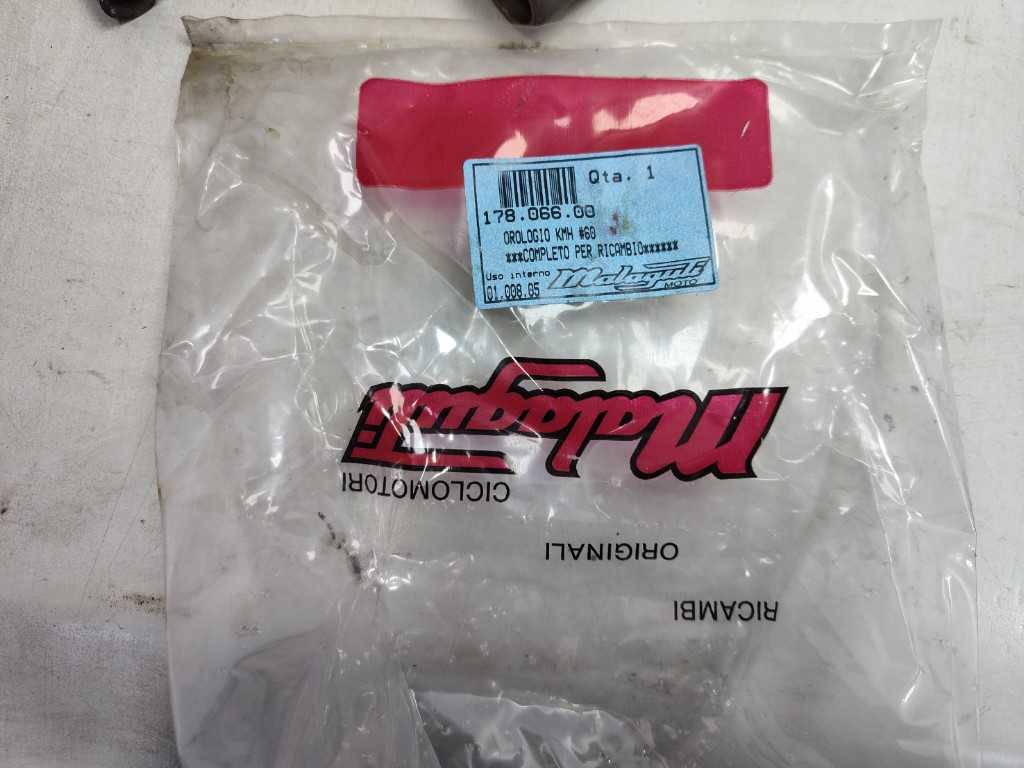 Qta. 1
178.066.00
OROLOGIO KMH #60
***COMPLETO PER RICAMBIO******
Uso interno
01.008.05
Malaguti
MOTO
Malaguti
CICLOMOTORI
ORIGINALI
RICAMBI